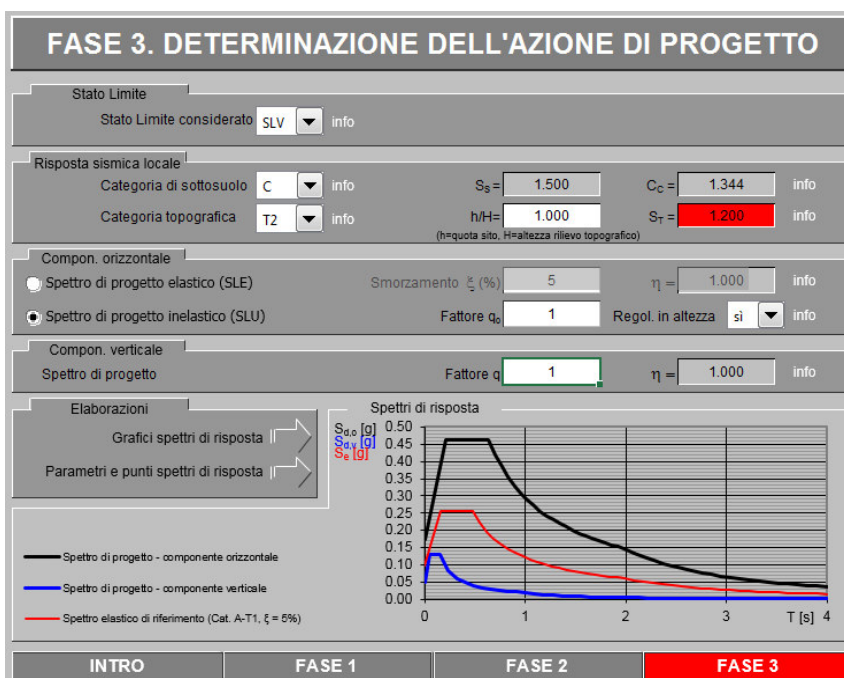 FASE 3. DETERMINAZIONE DELL'AZIONE DI PROGETTO
Stato Limite
Stato Limite considerato SLV info
Risposta sismica locale
Categoria di sottosuolo C info S_S = 1.500 C_C = 1.344 info
Categoria topografica T2 info h/H= 1.000 S_T = 1.200 info
(h=quota sito, H=altezza rilievo topografico)
Compon. orizzontale
Spettro di progetto elastico (SLE) Smorzamento ξ (%) 5 η = 1.000 info
Spettro di progetto inelastico (SLU) Fattore q_o 1 Regol. in altezza sì info
Compon. verticale
Spettro di progetto Fattore q 1 η = 1.000 info
Elaborazioni
Grafici spettri di risposta
Parametri e punti spettri di risposta
Spettri di risposta
S_d,o [g]
S_d,v [g]
S_e [g]
0.50
0.45
0.40
0.35
0.30
0.25
0.20
0.15
0.10
0.05
0.00
0 1 2 3 T [s] 4
Spettro di progetto - componente orizzontale
Spettro di progetto - componente verticale
Spettro elastico di riferimento (Cat. A-T1, ξ = 5%)
INTRO FASE 1 FASE 2 FASE 3